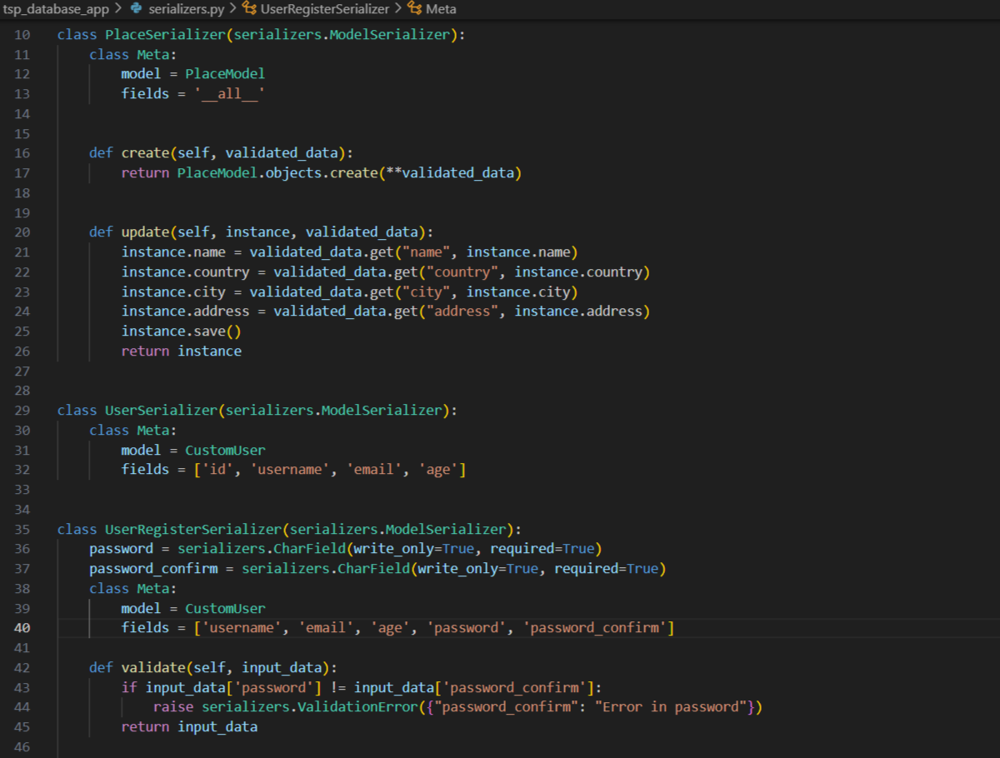 tsp_database_app > serializers.py > UserRegisterSerializer > Meta
10 class PlaceSerializer(serializers.ModelSerializer):
11     class Meta:
12         model = PlaceModel
13         fields = '__all__'
14
15
16     def create(self, validated_data):
17         return PlaceModel.objects.create(**validated_data)
18
19
20     def update(self, instance, validated_data):
21         instance.name = validated_data.get("name", instance.name)
22         instance.country = validated_data.get("country", instance.country)
23         instance.city = validated_data.get("city", instance.city)
24         instance.address = validated_data.get("address", instance.address)
25         instance.save()
26         return instance
27
28
29 class UserSerializer(serializers.ModelSerializer):
30     class Meta:
31         model = CustomUser
32         fields = ['id', 'username', 'email', 'age']
33
34
35 class UserRegisterSerializer(serializers.ModelSerializer):
36     password = serializers.CharField(write_only=True, required=True)
37     password_confirm = serializers.CharField(write_only=True, required=True)
38     class Meta:
39         model = CustomUser
40         fields = ['username', 'email', 'age', 'password', 'password_confirm']
41
42     def validate(self, input_data):
43         if input_data['password'] != input_data['password_confirm']:
44             raise serializers.ValidationError({"password_confirm": "Error in password"})
45         return input_data
46